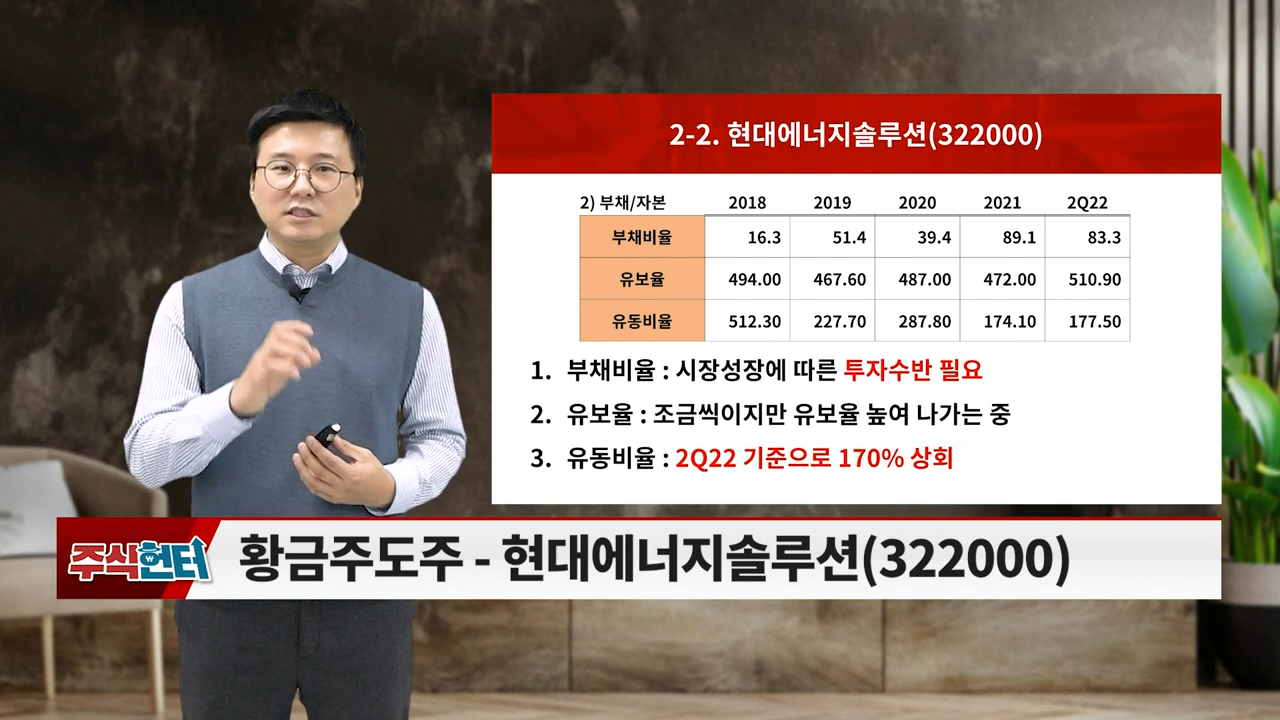 2-2. 현대에너지솔루션(322000)
2) 부채/자본 2018 2019 2020 2021 2Q22
부채비율 16.3 51.4 39.4 89.1 83.3
유보율 494.00 467.60 487.00 472.00 510.90
유동비율 512.30 227.70 287.80 174.10 177.50
1. 부채비율 : 시장성장에 따른 투자수반 필요
2. 유보율 : 조금씩이지만 유보율 높여 나가는 중
3. 유동비율 : 2Q22 기준으로 170% 상회
주식헌터 황금주도주 - 현대에너지솔루션(322000)